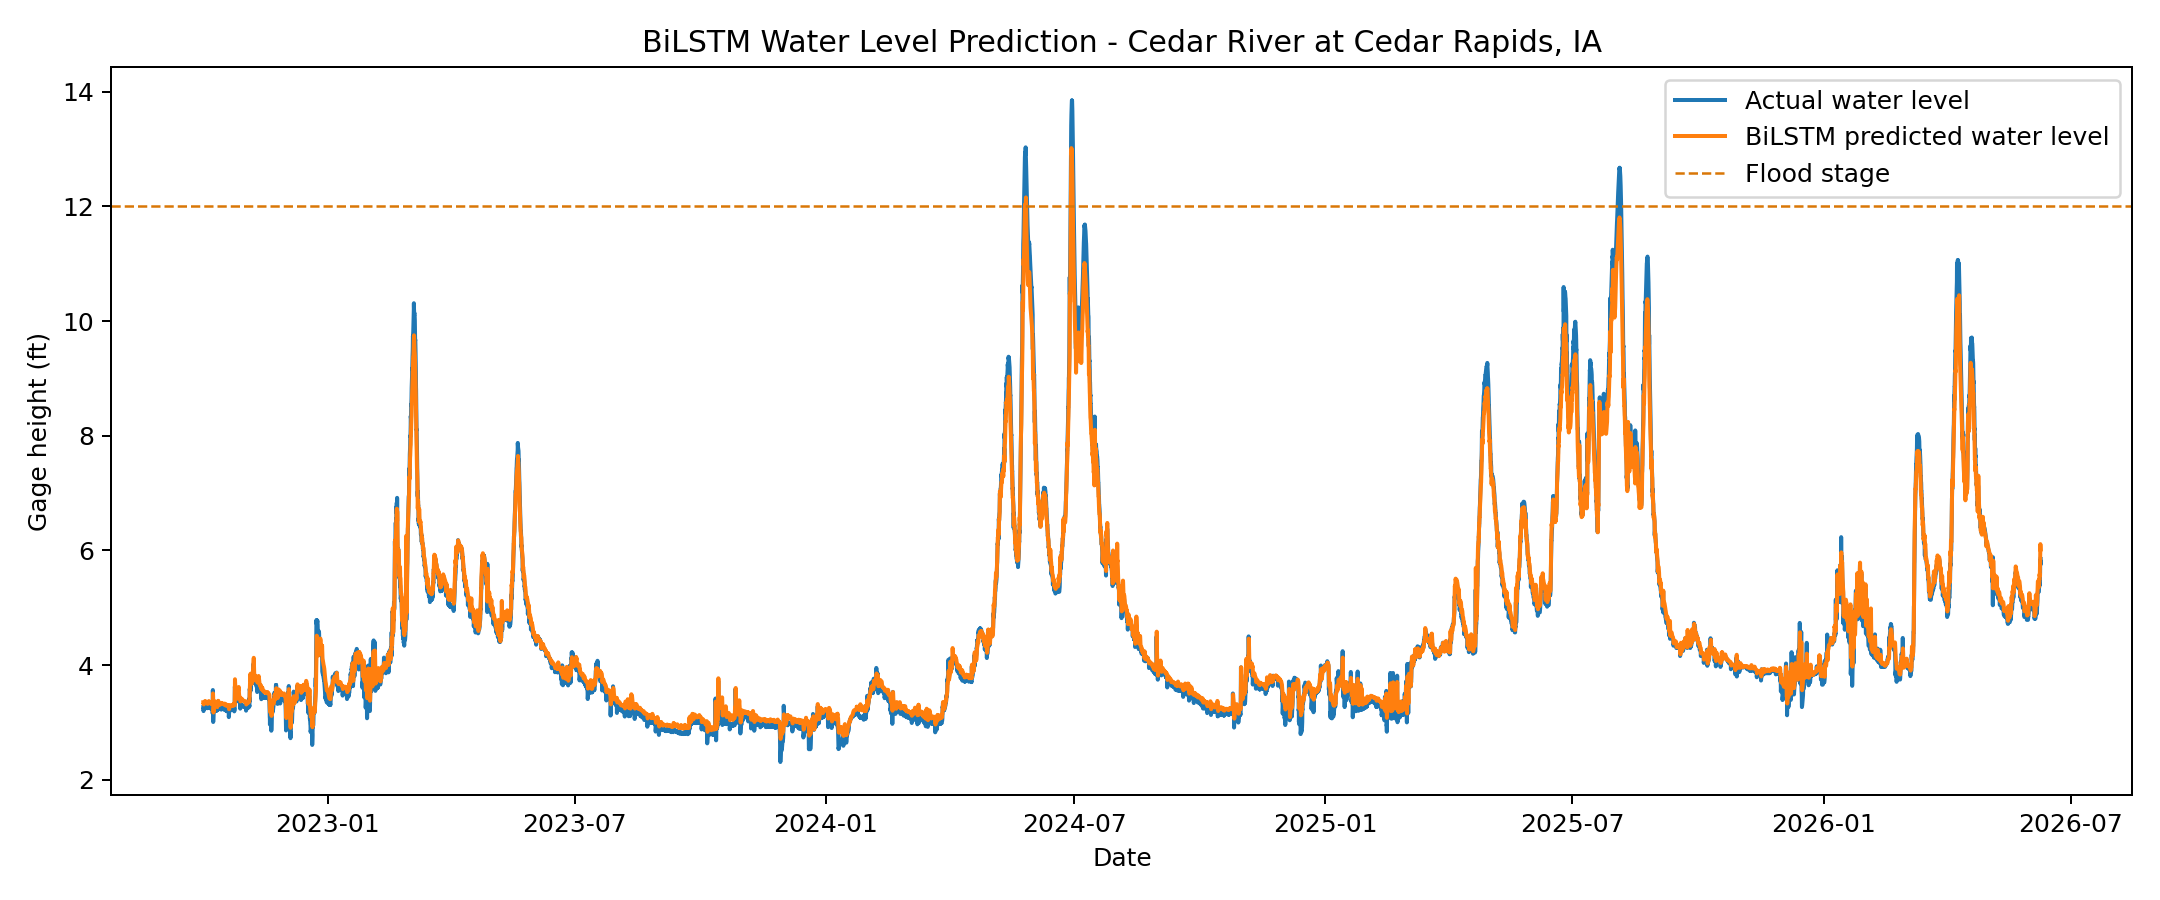 BiLSTM Water Level Prediction - Cedar River at Cedar Rapids, IA
Actual water level
BiLSTM predicted water level
Flood stage
Gage height (ft)
14
12
10
8
6
4
2
2023-01
2023-07
2024-01
2024-07
2025-01
2025-07
2026-01
2026-07
Date